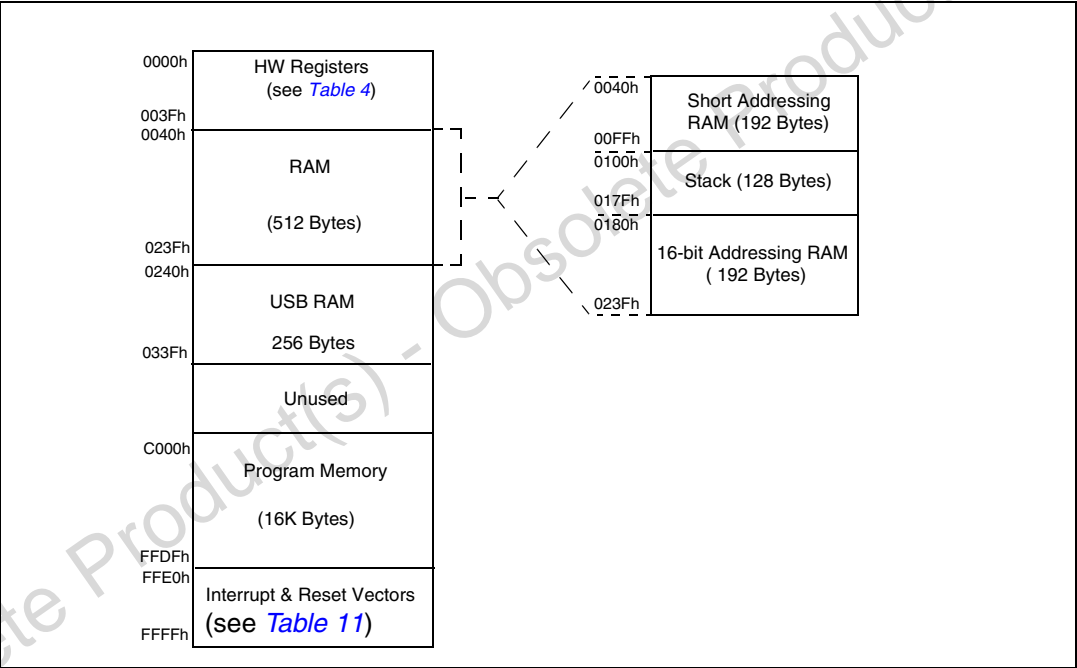 0000h
HW Registers
(see Table 4)
003Fh
0040h
RAM
(512 Bytes)
023Fh
0240h
USB RAM
256 Bytes
033Fh
Unused
C000h
Program Memory
(16K Bytes)
FFDFh
FFE0h
Interrupt & Reset Vectors
(see Table 11)
FFFFh
0040h
Short Addressing
RAM (192 Bytes)
00FFh
0100h
Stack (128 Bytes)
017Fh
0180h
16-bit Addressing RAM
( 192 Bytes)
023Fh
ete Product(s) - Obsolete Product